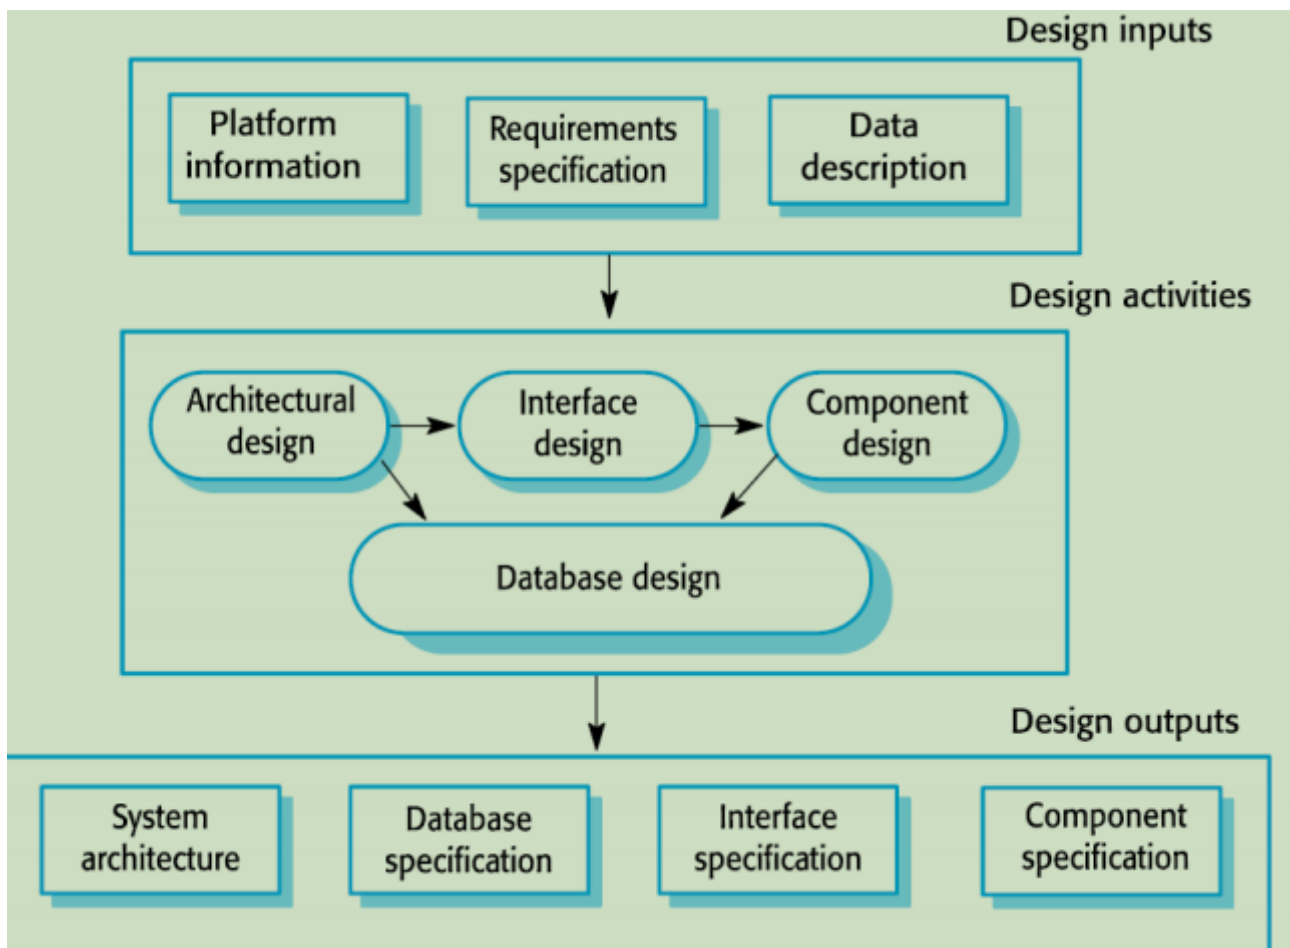 Design inputs
Platform
information
Requirements
specification
Data
description
Design activities
Architectural
design
Interface
design
Component
design
Database design
Design outputs
System
architecture
Database
specification
Interface
specification
Component
specification